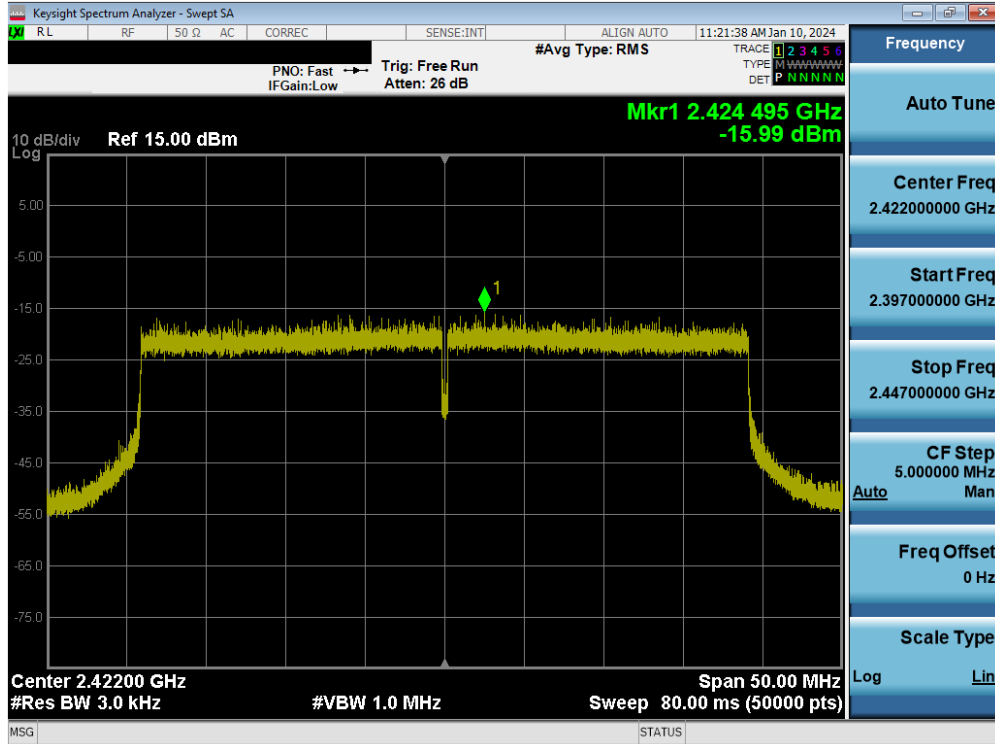 Keysight Spectrum Analyzer - Swept SA
LXI RL RF 50 Ω AC CORREC SENSE:INT ALIGN AUTO 11:21:38 AM Jan 10, 2024
PNO: Fast
IFGain:Low
Trig: Free Run
Atten: 26 dB
#Avg Type: RMS
TRACE 1 2 3 4 5 6
TYPE M WWWWW
DET P N N N N N
Mkr1 2.424 495 GHz
-15.99 dBm
10 dB/div
Log
Ref 15.00 dBm
5.00
-5.00
-15.0
-25.0
-35.0
-45.0
-55.0
-65.0
-75.0
1
Center 2.42200 GHz
Span 50.00 MHz
#Res BW 3.0 kHz
#VBW 1.0 MHz
Sweep 80.00 ms (50000 pts)
MSG
STATUS
Frequency
Auto Tune
Center Freq
2.422000000 GHz
Start Freq
2.397000000 GHz
Stop Freq
2.447000000 GHz
CF Step
5.000000 MHz
Auto Man
Freq Offset
0 Hz
Scale Type
Log Lin